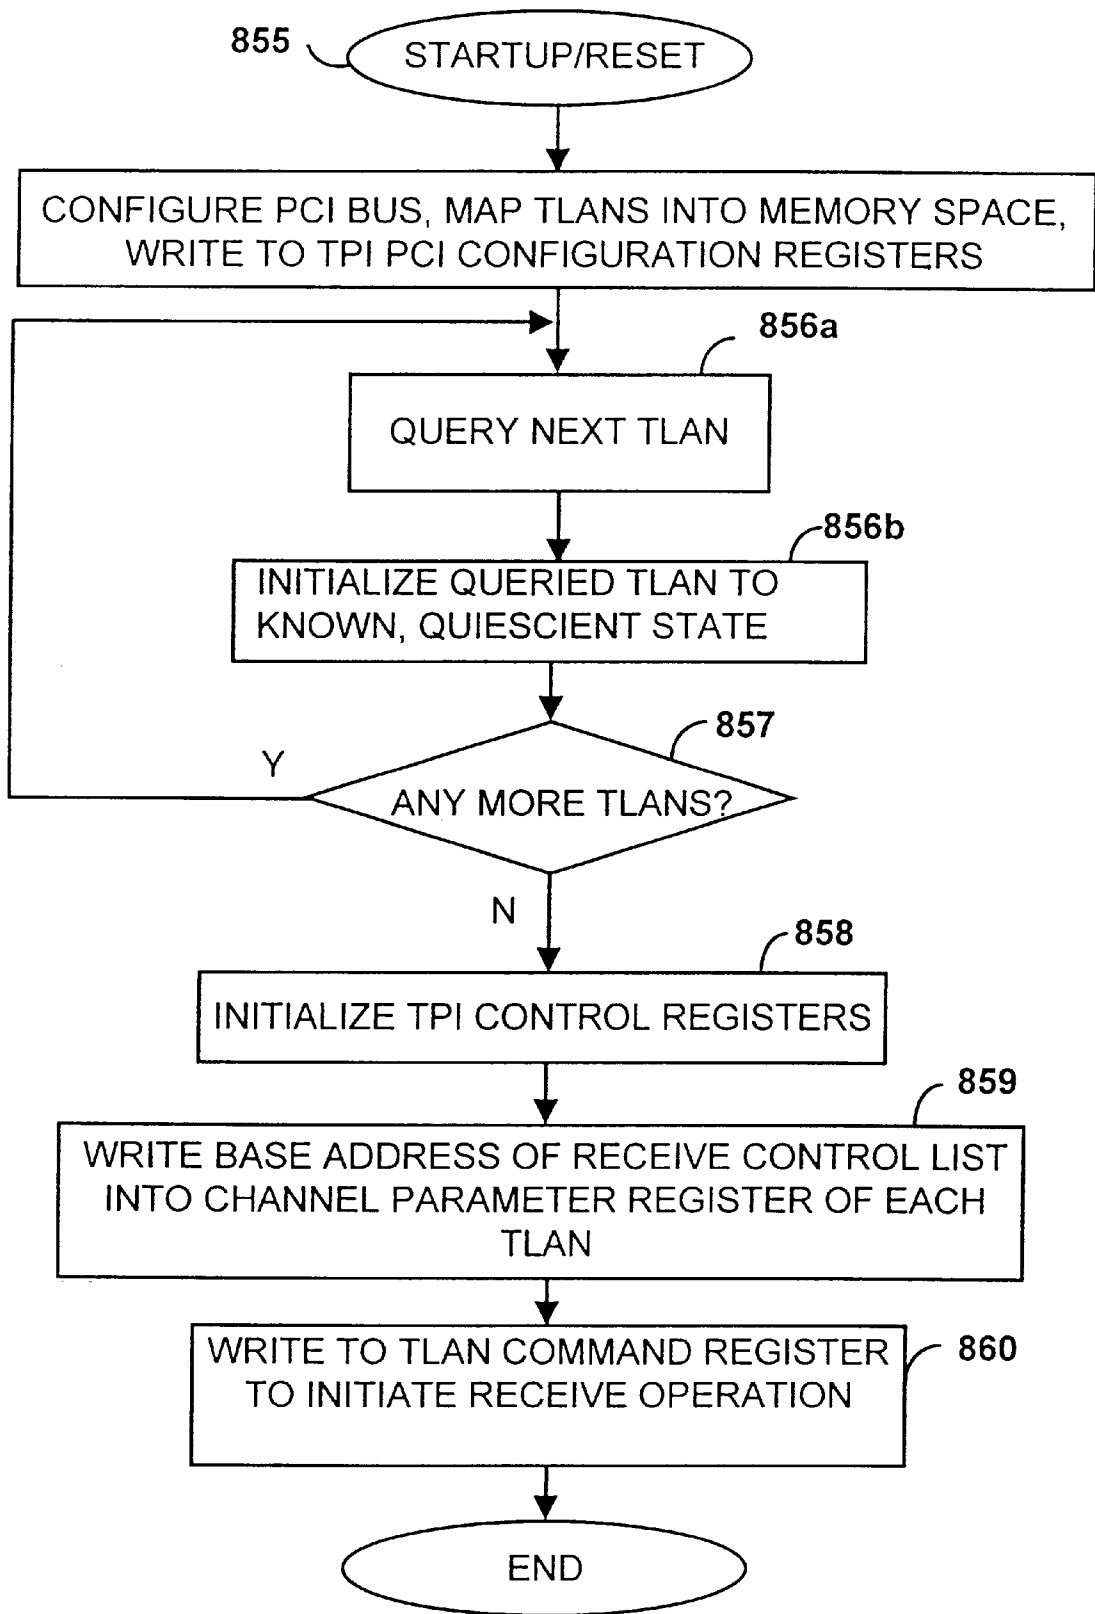 855
STARTUP/RESET
CONFIGURE PCI BUS, MAP TLANS INTO MEMORY SPACE,
WRITE TO TPI PCI CONFIGURATION REGISTERS
856a
QUERY NEXT TLAN
856b
INITIALIZE QUERIED TLAN TO
KNOWN, QUIESCIENT STATE
857
Y
ANY MORE TLANS?
N
858
INITIALIZE TPI CONTROL REGISTERS
859
WRITE BASE ADDRESS OF RECEIVE CONTROL LIST
INTO CHANNEL PARAMETER REGISTER OF EACH
TLAN
WRITE TO TLAN COMMAND REGISTER
TO INITIATE RECEIVE OPERATION
860
END